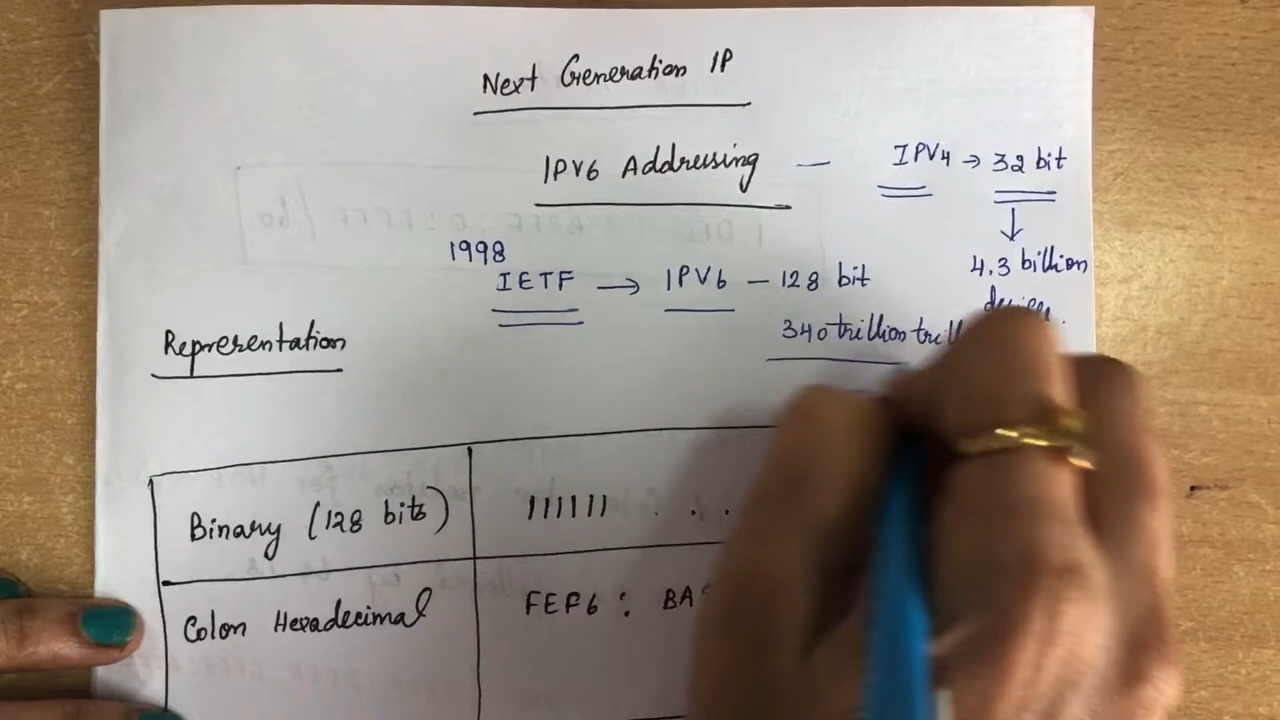 Next Generation IP
IPV6 Addressing — IPV4 → 32 bit
4.3 billion
1998
IETF → IPV6 — 128 bit
340 trillion
Representation
Binary (128 bits) 111111 . . .
Colon Hexadecimal FEF6 :